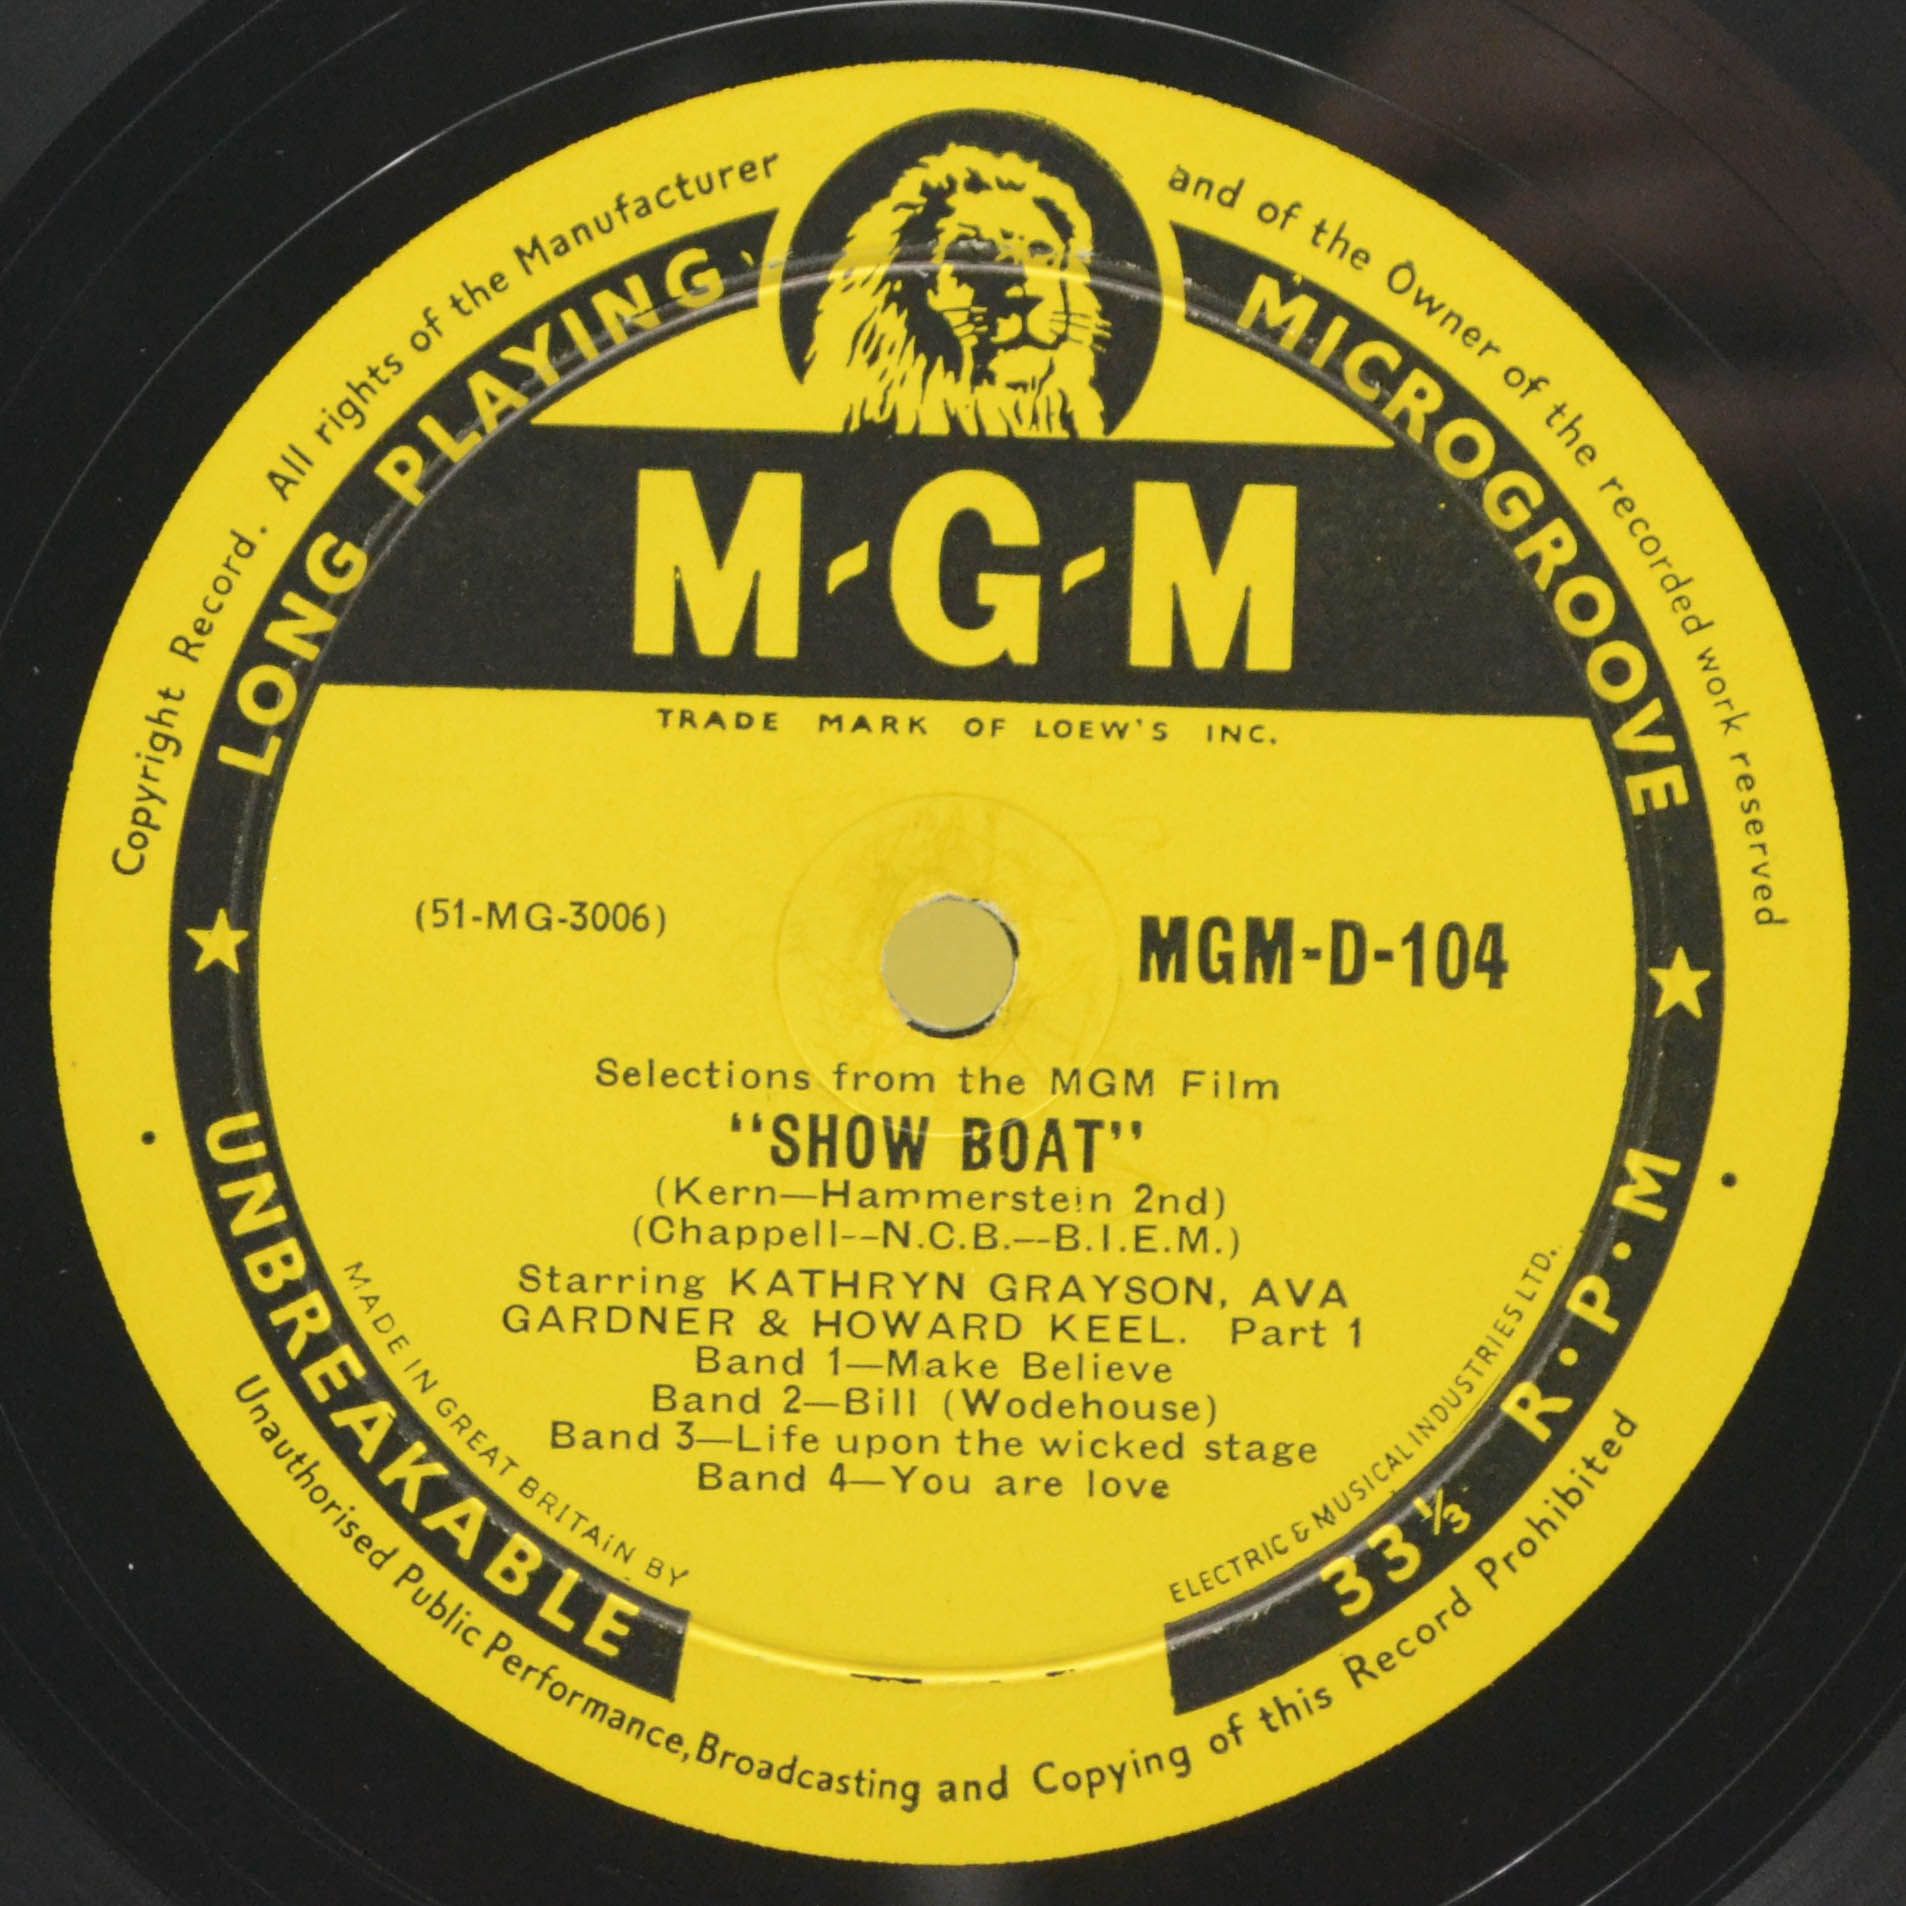 Copyright Record. All rights of the Manufacturer and of the Owner of the recorded work reserved
LONG PLAYING MICROGROOVE
M-G-M
TRADE MARK OF LOEW'S INC.
(51-MG-3006)
MGM-D-104
Selections from the MGM Film
“SHOW BOAT”
(Kern—Hammerstein 2nd)
(Chappell--N.C.B.--B.I.E.M.)
Starring KATHRYN GRAYSON, AVA
GARDNER & HOWARD KEEL. Part 1
Band 1—Make Believe
Band 2—Bill (Wodehouse)
Band 3—Life upon the wicked stage
Band 4—You are love
MADE IN GREAT BRITAIN BY ELECTRIC & MUSICAL INDUSTRIES LTD.
UNBREAKABLE 33⅓ R•P•M
Unauthorised Public Performance, Broadcasting and Copying of this Record Prohibited